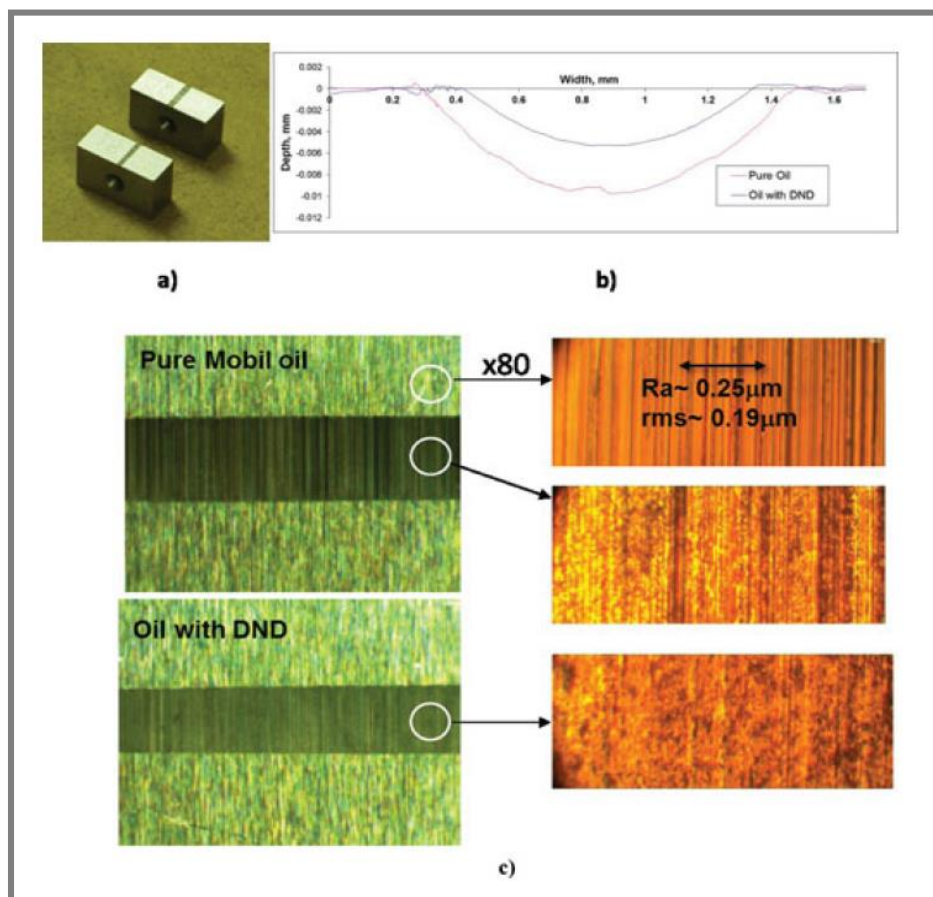 0.002
0
-0.002
-0.004
-0.006
-0.008
-0.01
-0.012
Depth, mm
Width, mm
0 0.2 0.4 0.6 0.8 1 1.2 1.4 1.6
Pure Oil
Oil with DND
a)
b)
Pure Mobil oil
x80
Ra~ 0.25μm
rms~ 0.19μm
Oil with DND
c)